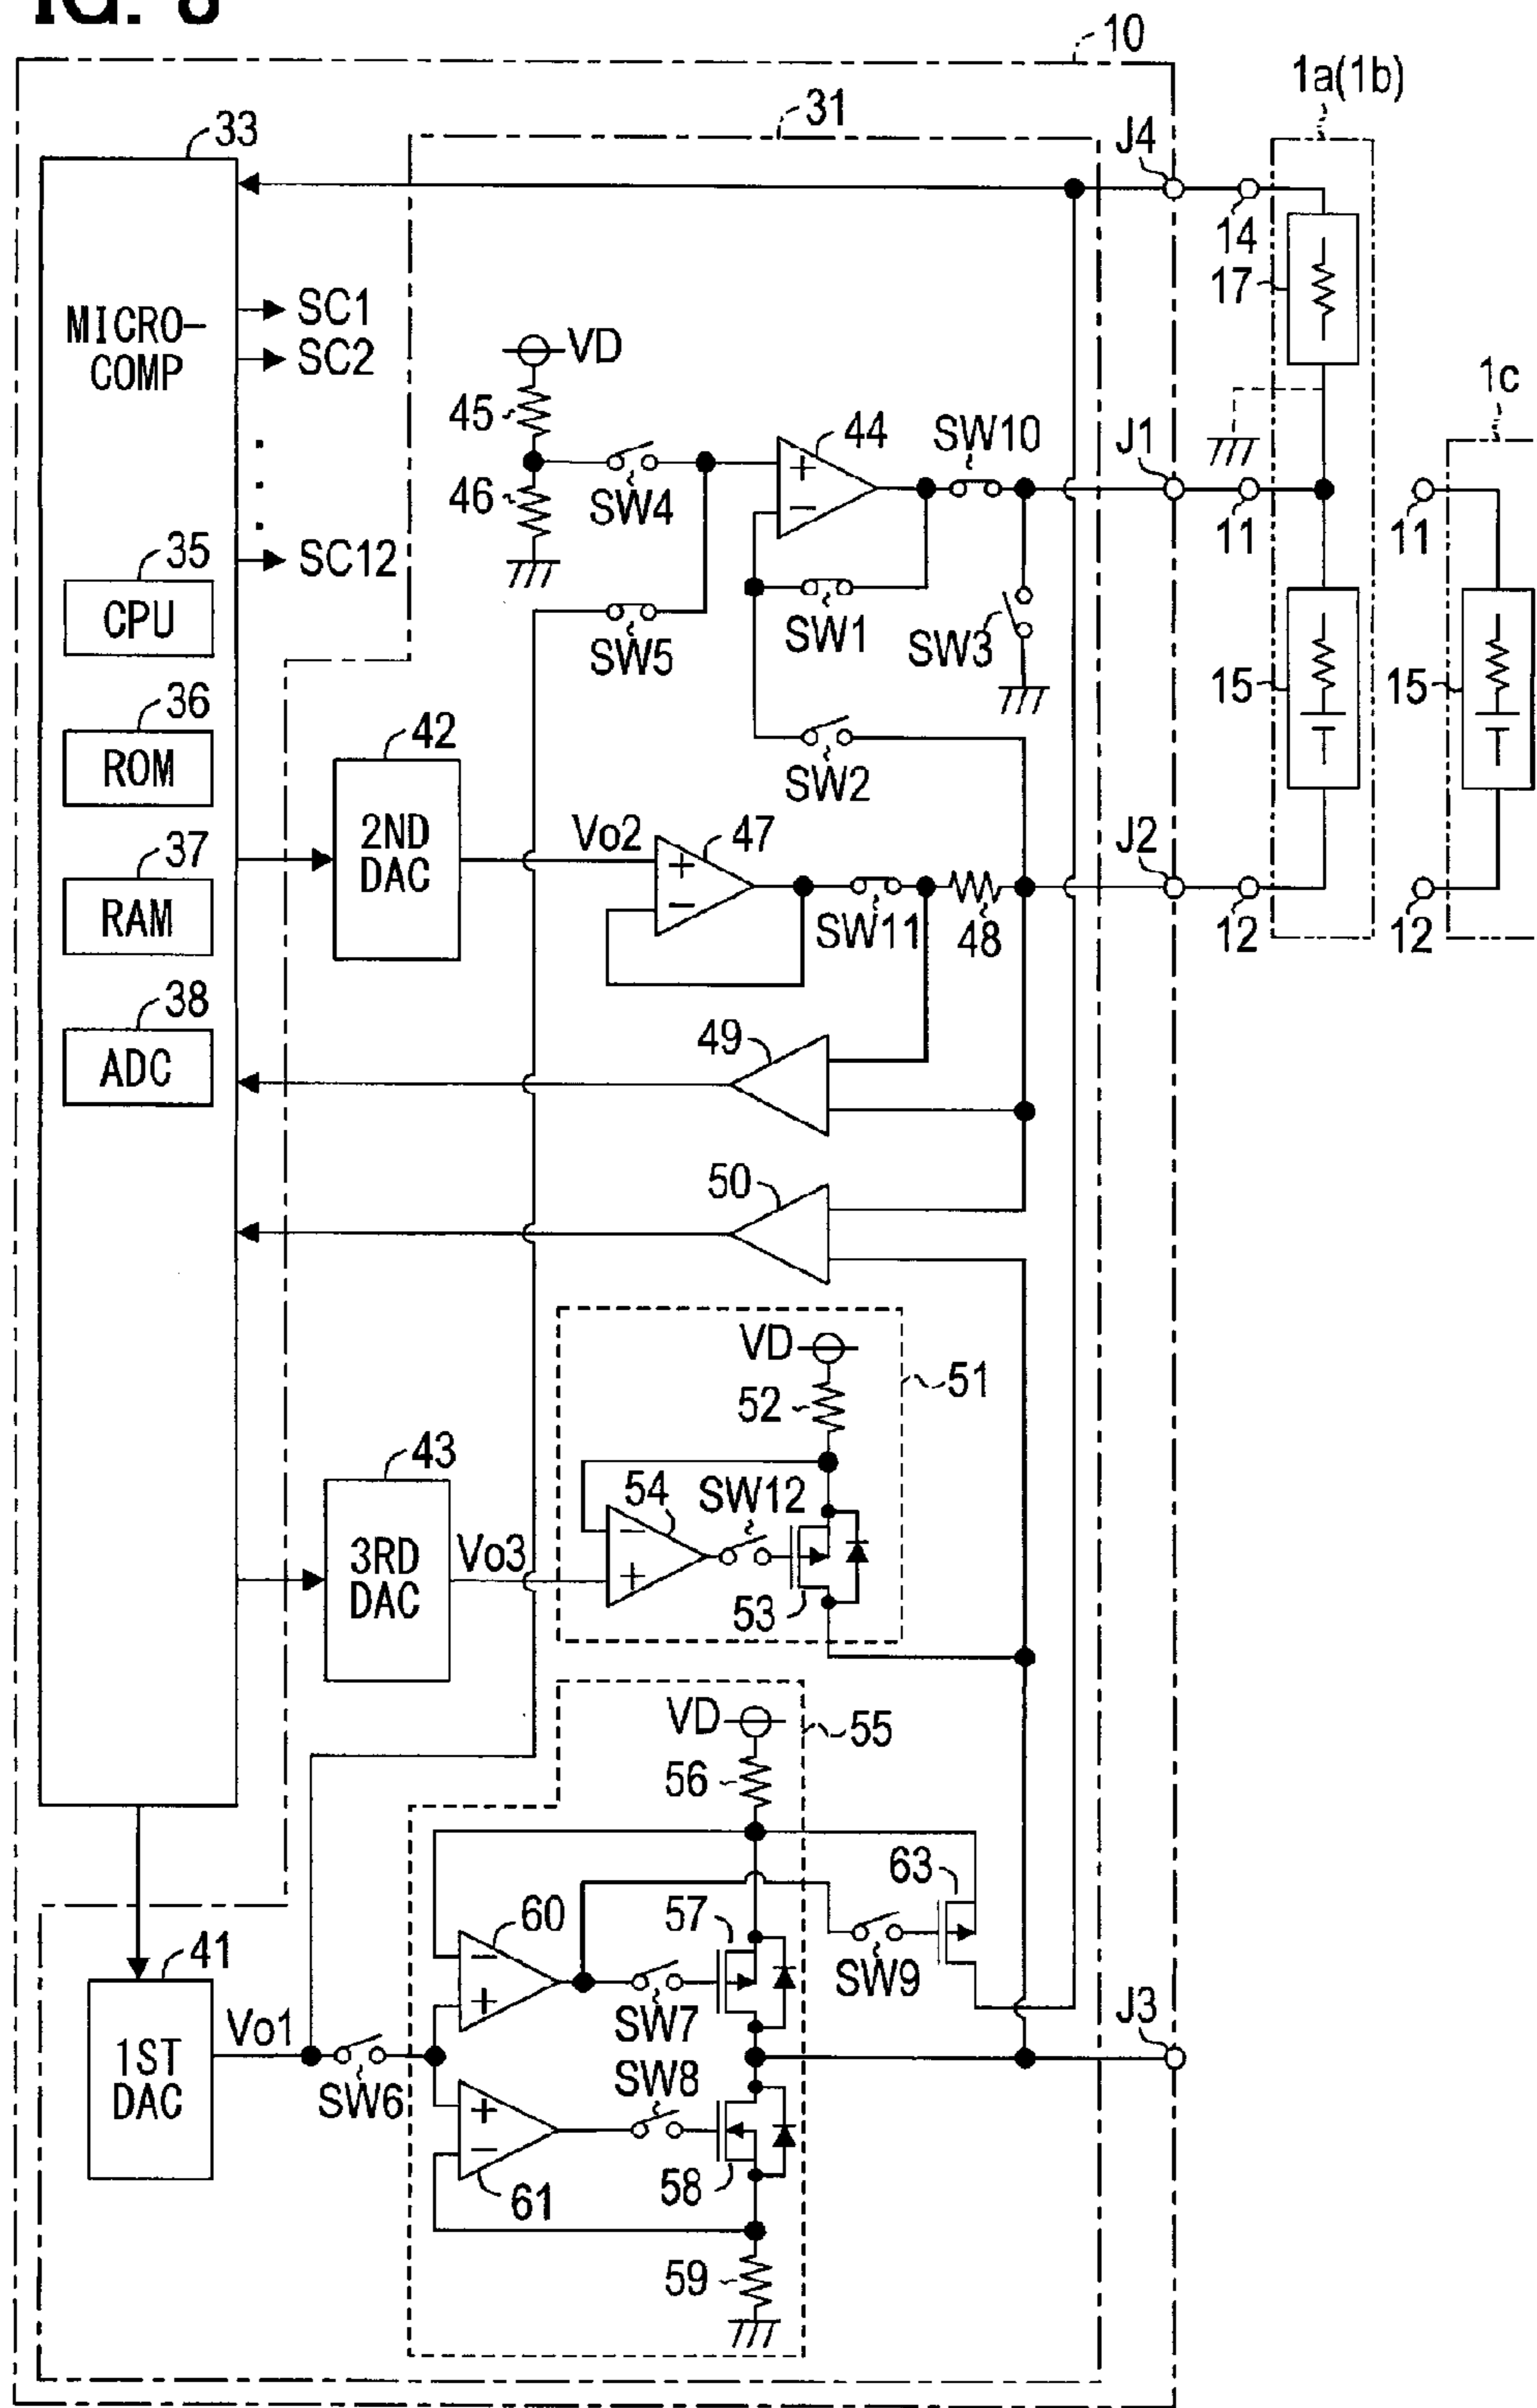 10
1a(1b)
31
33
J4
14
17
MICRO-
COMP
SC1
SC2
SC12
VD
45
46
SW4
44
SW10
J1
11
1c
11
35
CPU
SW5
SW1
SW3
15
15
36
ROM
42
2ND
DAC
SW2
Vo2
47
J2
37
RAM
SW11
48
12
12
38
ADC
49
50
VD
51
52
43
3RD
DAC
Vo3
54
SW12
53
VD
55
56
63
60
57
SW9
41
1ST
DAC
Vo1
SW7
J3
SW6
SW8
61
58
59
+
−
+
−
−
+
−
+
+
−